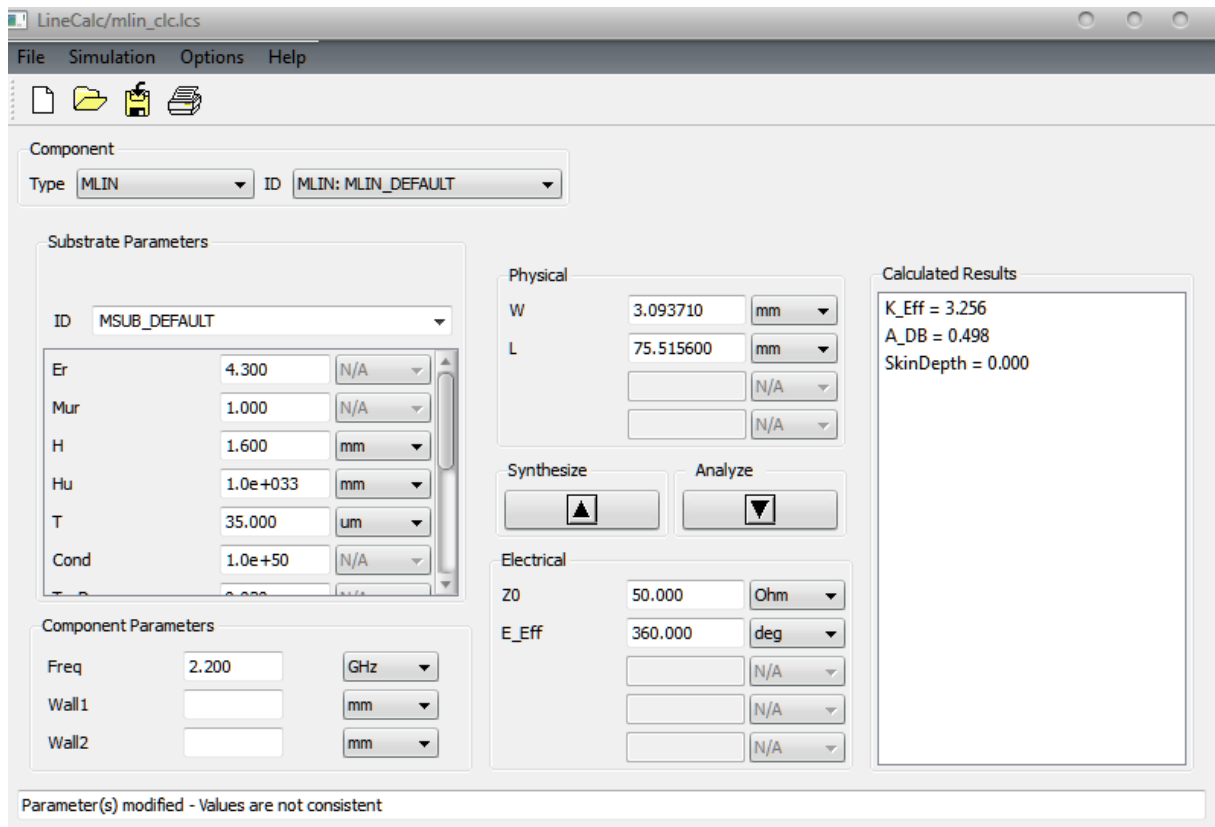 LineCalc/mlin_clc.lcs
File Simulation Options Help
Component
Type MLIN ID MLIN: MLIN_DEFAULT
Substrate Parameters
ID MSUB_DEFAULT
Er 4.300 N/A
Mur 1.000 N/A
H 1.600 mm
Hu 1.0e+033 mm
T 35.000 um
Cond 1.0e+50 N/A
Component Parameters
Freq 2.200 GHz
Wall1 mm
Wall2 mm
Physical
W 3.093710 mm
L 75.515600 mm
N/A
N/A
Synthesize Analyze
Electrical
Z0 50.000 Ohm
E_Eff 360.000 deg
N/A
N/A
N/A
Calculated Results
K_Eff = 3.256
A_DB = 0.498
SkinDepth = 0.000
Parameter(s) modified - Values are not consistent